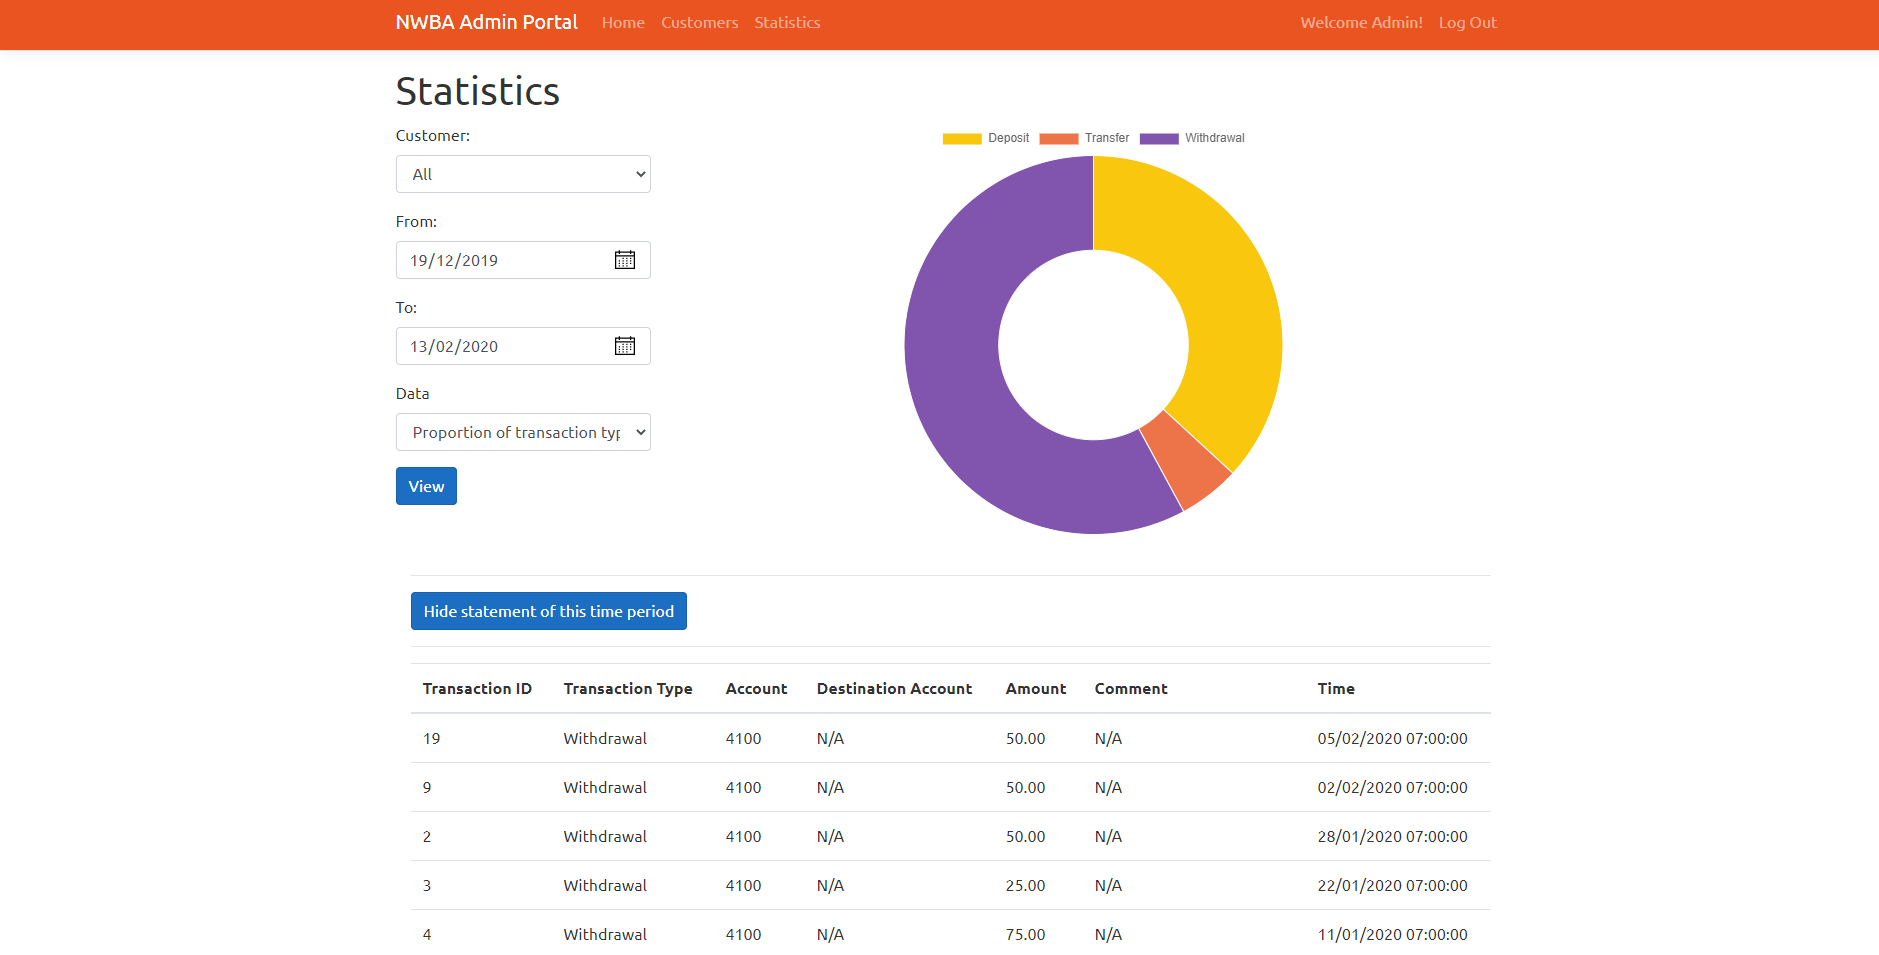 NWBA Admin Portal Home Customers Statistics Welcome Admin! Log Out
Statistics
Customer:
All
From:
19/12/2019
To:
13/02/2020
Data
Proportion of transaction typ
View
Deposit Transfer Withdrawal
Hide statement of this time period
Transaction ID Transaction Type Account Destination Account Amount Comment Time
19 Withdrawal 4100 N/A 50.00 N/A 05/02/2020 07:00:00
9 Withdrawal 4100 N/A 50.00 N/A 02/02/2020 07:00:00
2 Withdrawal 4100 N/A 50.00 N/A 28/01/2020 07:00:00
3 Withdrawal 4100 N/A 25.00 N/A 22/01/2020 07:00:00
4 Withdrawal 4100 N/A 75.00 N/A 11/01/2020 07:00:00